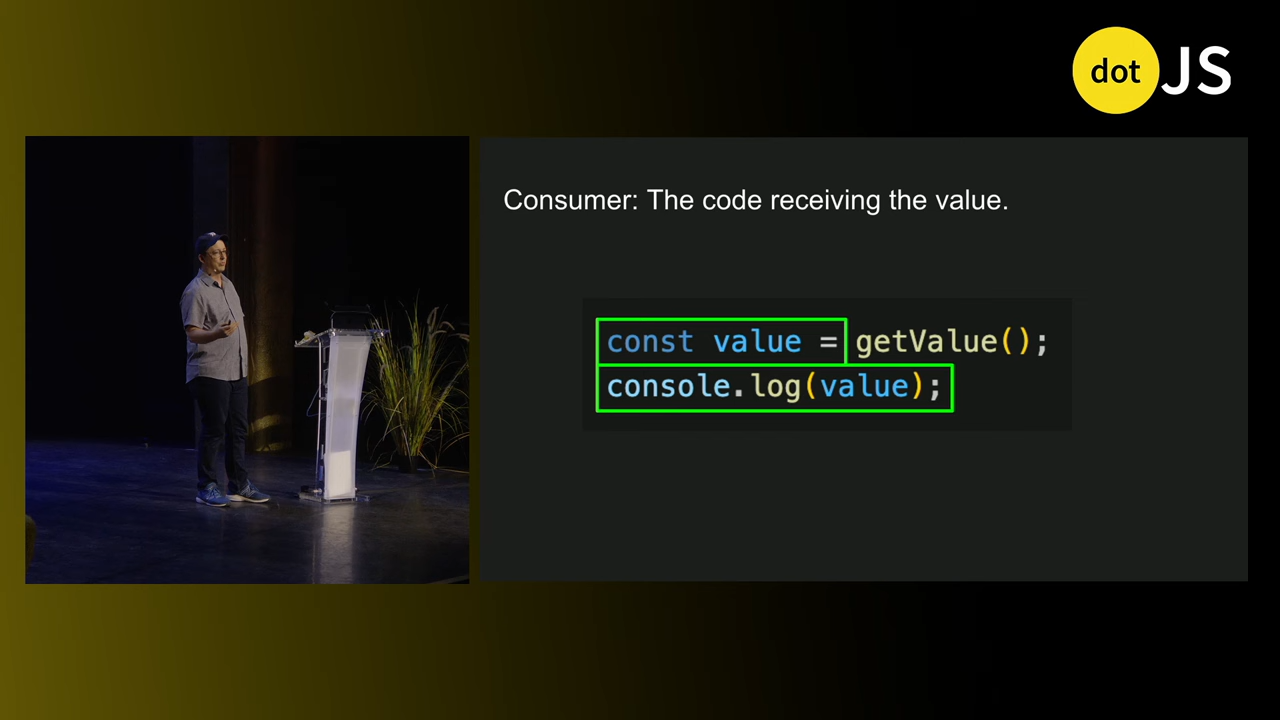 dot JS
Consumer: The code receiving the value.
const value = getValue();
console.log(value);